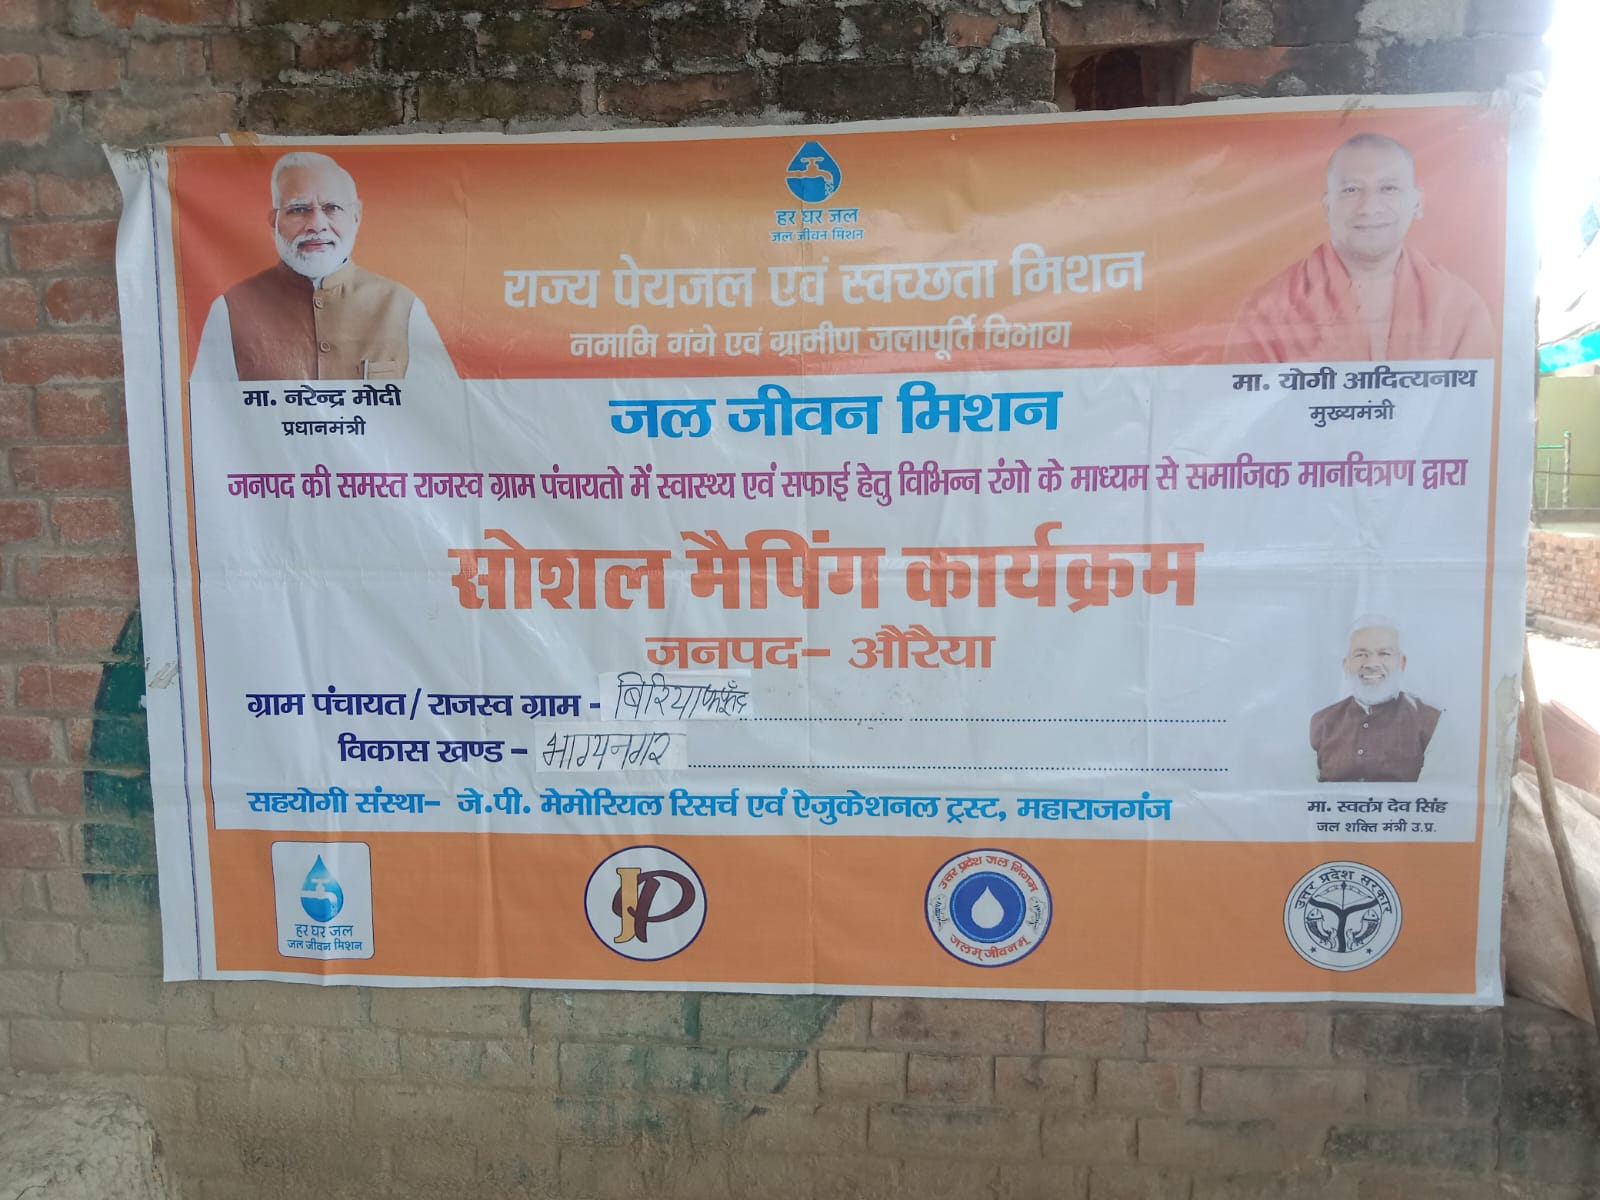 हर घर जल
जल जीवन मिशन
राज्य पेयजल एवं स्वच्छता मिशन
नमामि गंगे एवं ग्रामीण जलापूर्ति विभाग
मा. नरेन्द्र मोदी
प्रधानमंत्री
मा. योगी आदित्यनाथ
मुख्यमंत्री
जल जीवन मिशन
जनपद की समस्त राजस्व ग्राम पंचायतो में स्वास्थ्य एवं सफाई हेतु विभिन्न रंगो के माध्यम से समाजिक मानचित्रण द्वारा
सोशल मैपिंग कार्यक्रम
जनपद– औरैया
ग्राम पंचायत/ राजस्व ग्राम - बिरियाफफूँद
विकास खण्ड – भाग्यनगर
सहयोगी संस्था– जे.पी. मेमोरियल रिसर्च एवं ऐजुकेशनल ट्रस्ट, महाराजगंज
मा. स्वतंत्र देव सिंह
जल शक्ति मंत्री उ.प्र.
हर घर जल
जल जीवन मिशन
JP
उत्तर प्रदेश जल निगम
जलम् जीवनम्
उत्तर प्रदेश सरकार